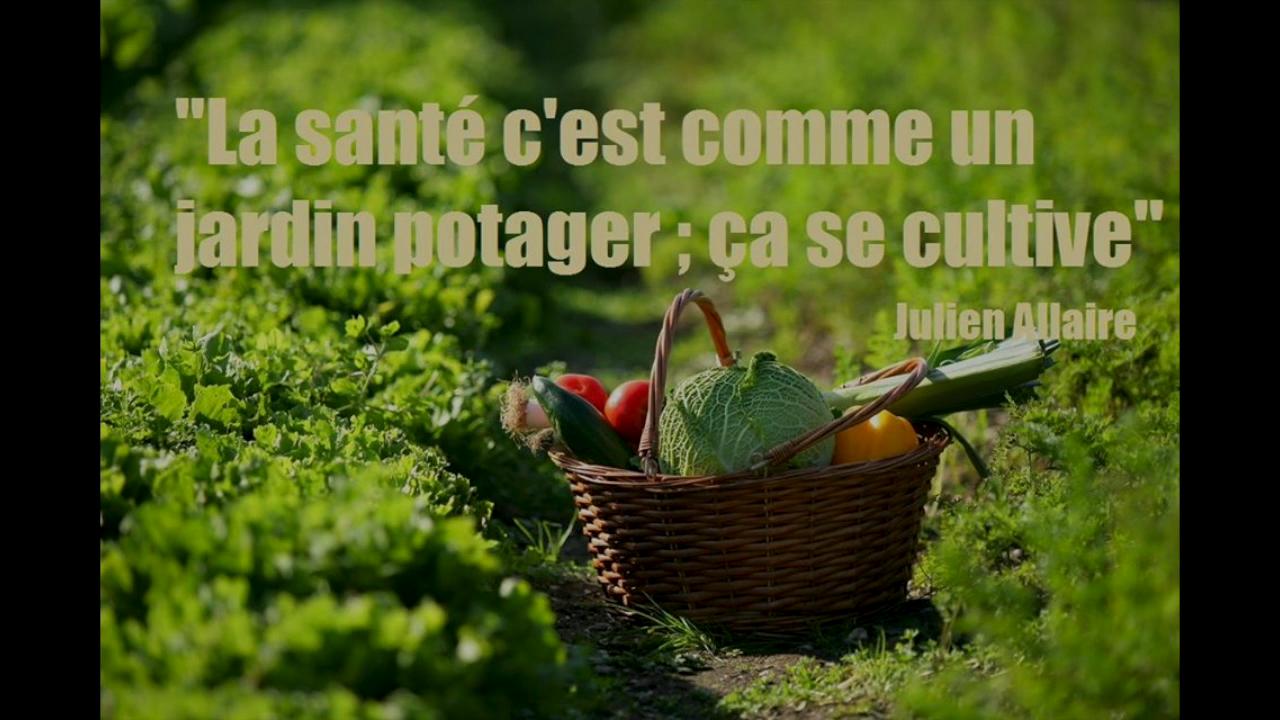 "La santé c'est comme un
jardin potager ; ça se cultive"
Julien Allaire